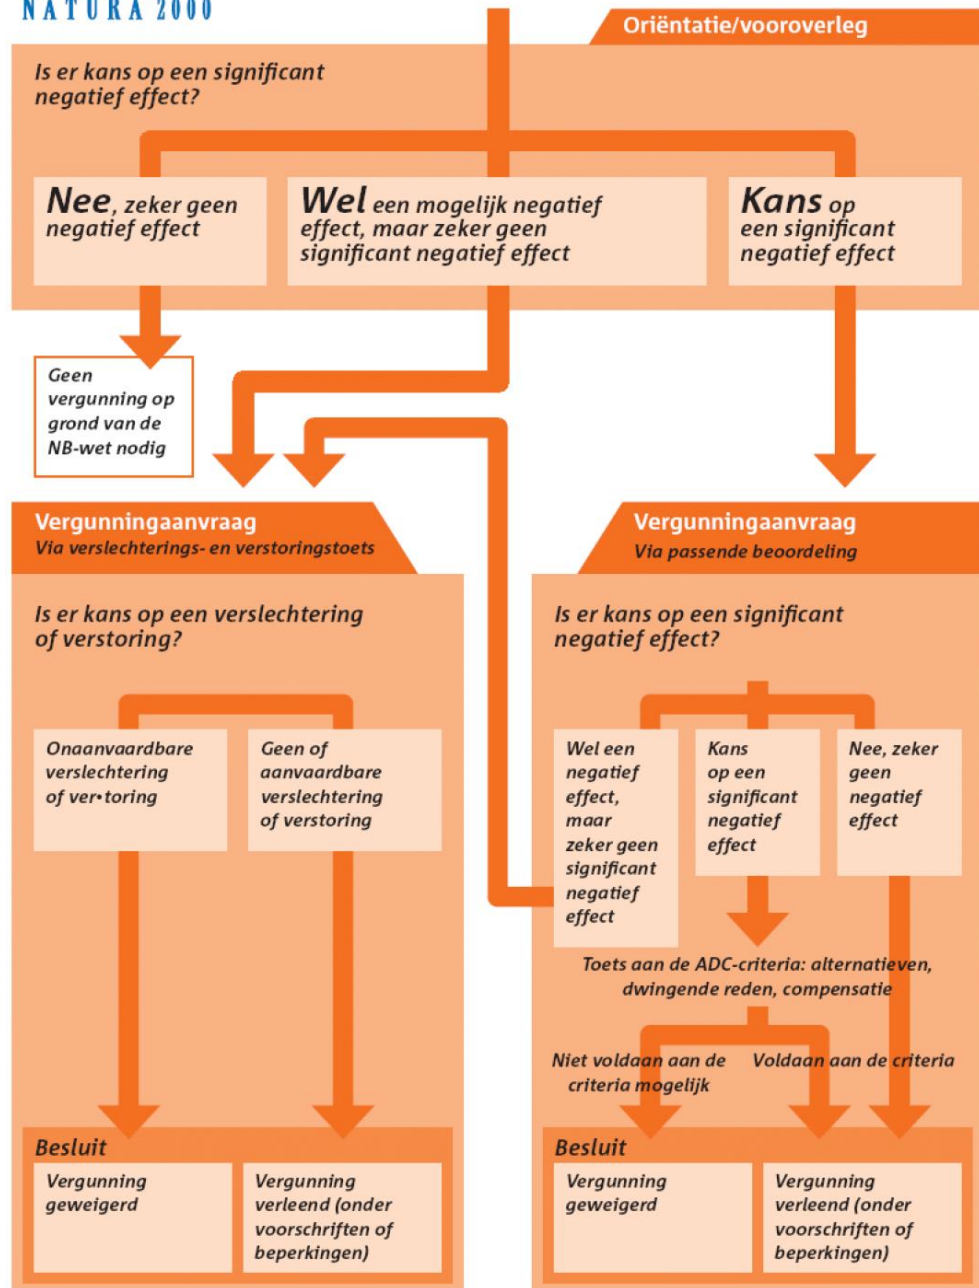 NATURA 2000
Oriëntatie/vooroverleg
Is er kans op een significant
negatief effect?
Nee, zeker geen
negatief effect
Wel een mogelijk negatief
effect, maar zeker geen
significant negatief effect
Kans op
een significant
negatief effect
Geen
vergunning op
grond van de
NB-wet nodig
Vergunningaanvraag
Via verslechterings- en verstoringstoets
Is er kans op een verslechtering
of verstoring?
Onaanvaardbare
verslechtering
of ver•toring
Geen of
aanvaardbare
verslechtering
of verstoring
Besluit
Vergunning
geweigerd
Vergunning
verleend (onder
voorschriften of
beperkingen)
Vergunningaanvraag
Via passende beoordeling
Is er kans op een significant
negatief effect?
Wel een
negatief
effect,
maar
zeker geen
significant
negatief
effect
Kans
op een
significant
negatief
effect
Nee, zeker
geen
negatief
effect
Toets aan de ADC-criteria: alternatieven,
dwingende reden, compensatie
Niet voldaan aan de
criteria mogelijk
Voldaan aan de criteria
Besluit
Vergunning
geweigerd
Vergunning
verleend (onder
voorschriften of
beperkingen)